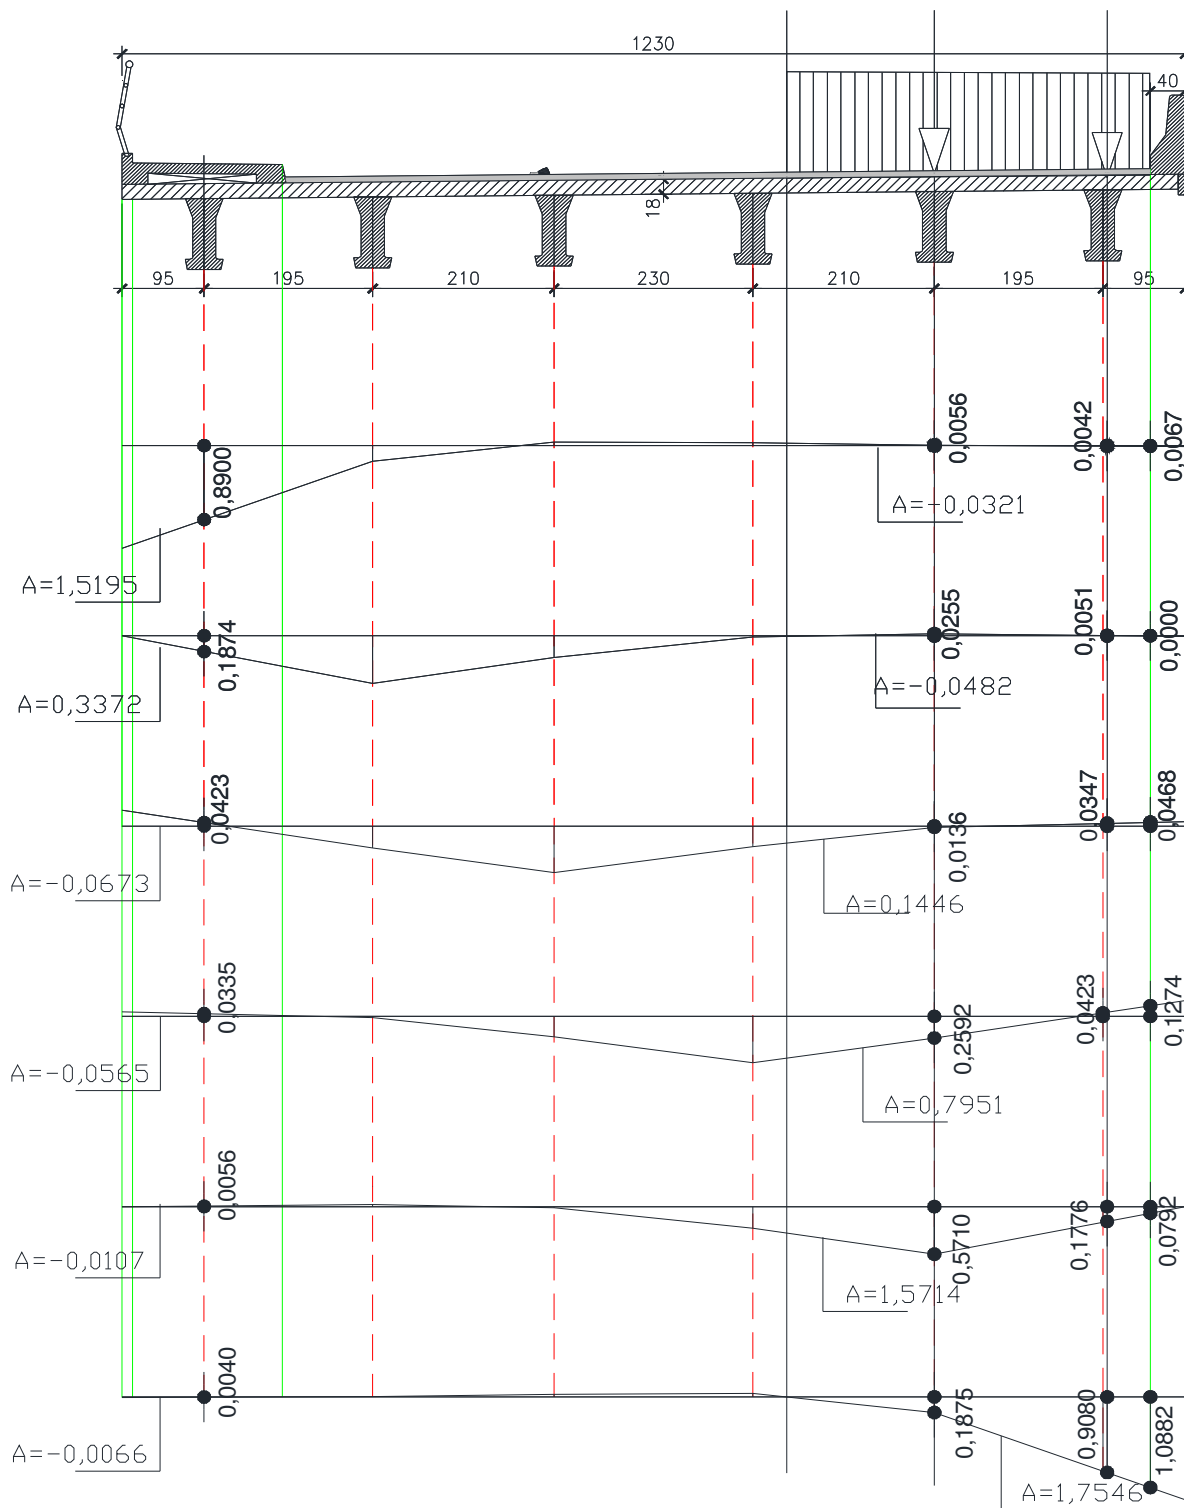 1230
40
18
95 195 210 230 210 195 95
0,8900 0,0056 0,0042 0,0067
A=-0,0321
A=1,5195
0,1874 0,0255 0,0051 0,0000
A=0,3372 A=-0,0482
0,0423 0,0136 0,0347 0,0468
A=-0,0673 A=0,1446
0,0335 0,2592 0,0423 0,1274
A=-0,0565
A=0,7951
0,0056 0,5710 0,1776 0,0792
A=-0,0107
A=1,5714
0,0040 0,1875 0,9080 1,0882
A=-0,0066
A=1,7546